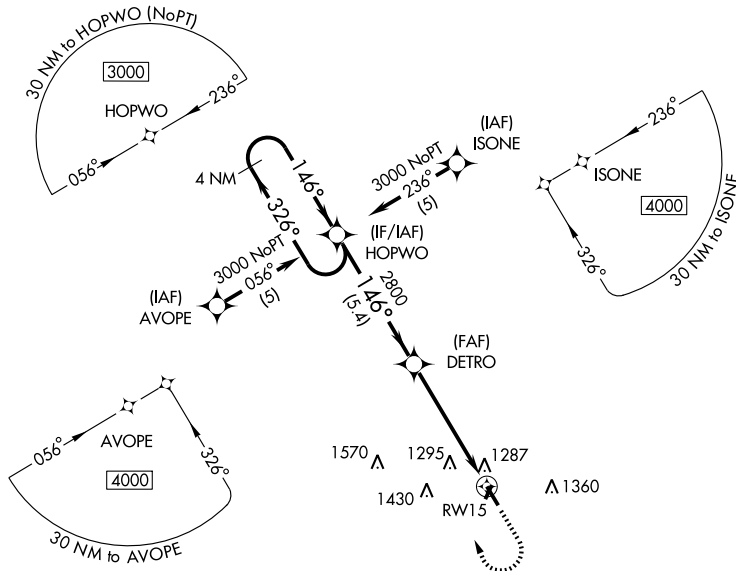 30 NM to HOPWO (NoPT)
3000
HOPWO
056°
236°
4 NM
146°
326°
3000 NoPT
236°
(5)
(IAF)
ISONE
(IF/IAF)
HOPWO
3000 NoPT
056°
(5)
(IAF)
AVOPE
2800
146°
(5.4)
(FAF)
DETRO
236°
ISONE
4000
326°
30 NM to ISONE
056°
AVOPE
326°
4000
30 NM to AVOPE
1570
1295
1287
1430
1360
RW15